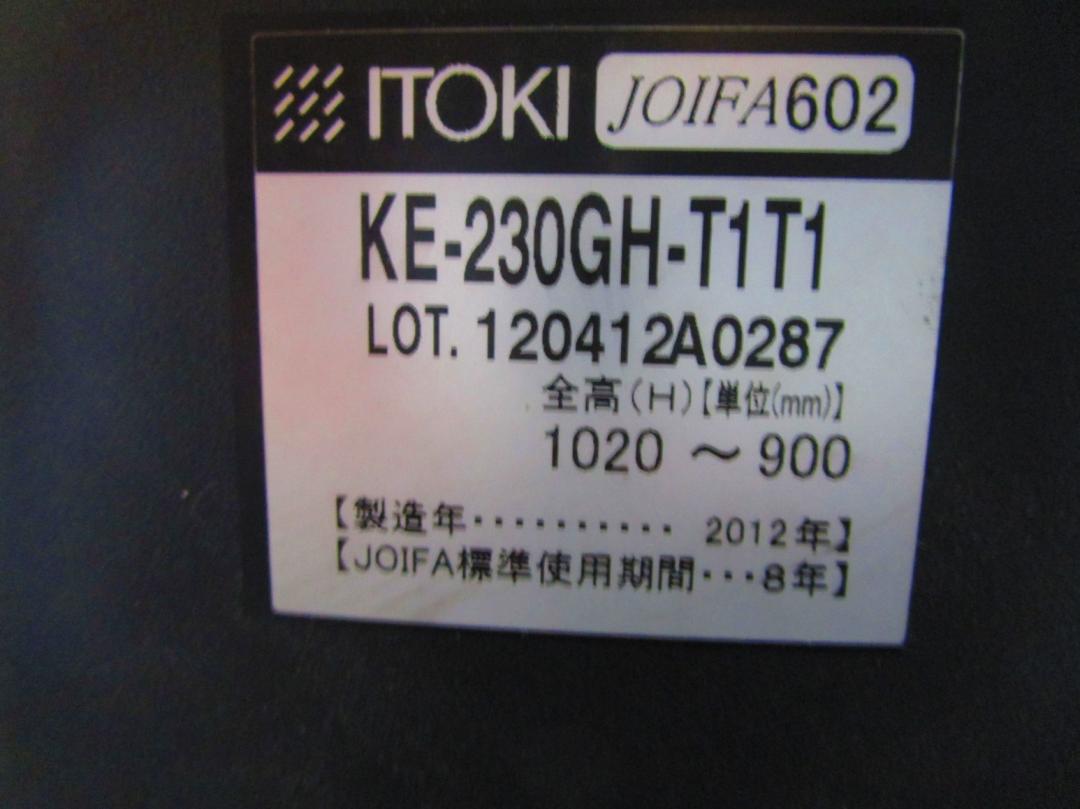 ITOKI JOIFA602
KE-230GH-T1T1
LOT. 120412A0287
全高(H)【単位(mm)】
1020 ～ 900
【製造年・・・・・・・・・・ 2012年】
【JOIFA標準使用期間・・・8年】